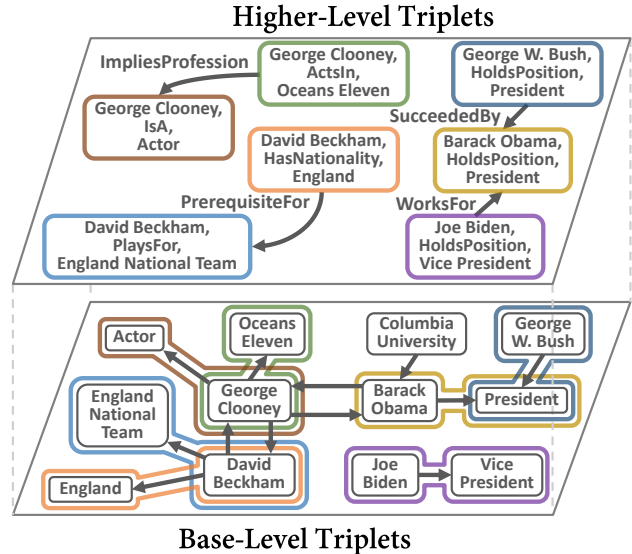 Higher-Level Triplets
ImpliesProfession
George Clooney,
ActsIn,
Oceans Eleven
George W. Bush,
HoldsPosition,
President
George Clooney,
IsA,
Actor
SucceededBy
David Beckham,
HasNationality,
England
Barack Obama,
HoldsPosition,
President
PrerequisiteFor
WorksFor
David Beckham,
PlaysFor,
England National Team
Joe Biden,
HoldsPosition,
Vice President
Actor
Oceans
Eleven
Columbia
University
George
W. Bush
England
National
Team
George
Clooney
Barack
Obama
President
England
David
Beckham
Joe
Biden
Vice
President
Base-Level Triplets